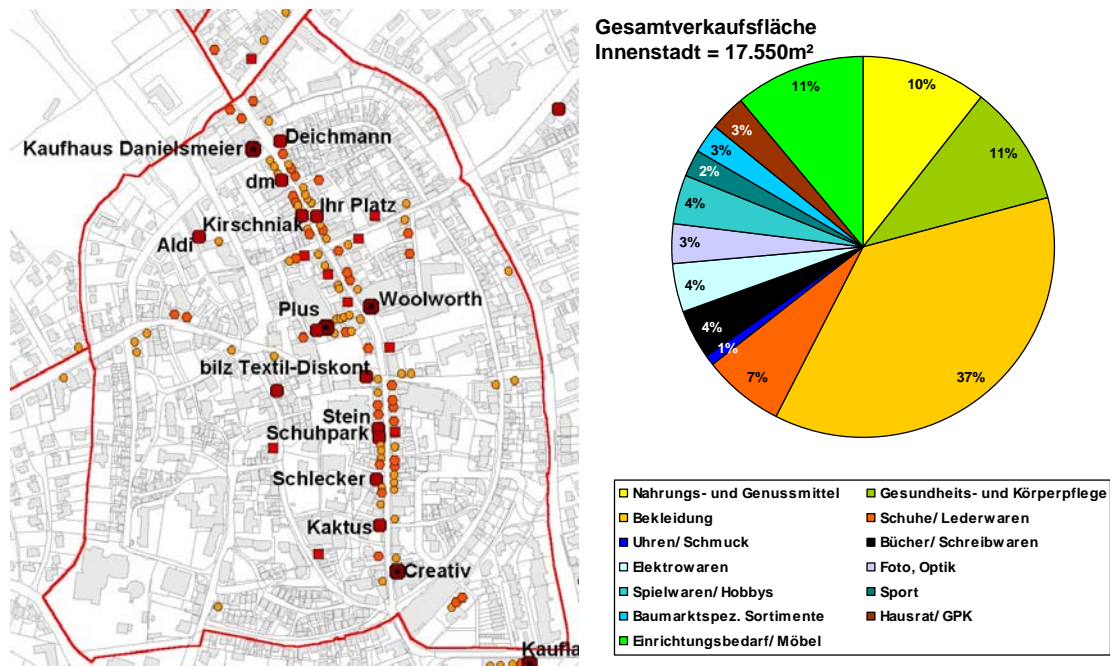 Deichmann
Kaufhaus Danielsmeier
dm
Ihr Platz
Kirschniak
Aldi
Woolworth
Plus
bilz Textil-Diskont
Stein
Schuhpark
Schlecker
Kaktus
Creativ
Kaufla
Gesamtverkaufsfläche
Innenstadt = 17.550m²
10%
11%
37%
7%
1%
4%
4%
3%
4%
2%
3%
3%
11%
Nahrungs- und Genussmittel
Gesundheits- und Körperpflege
Bekleidung
Schuhe/ Lederwaren
Uhren/ Schmuck
Bücher/ Schreibwaren
Elektrowaren
Foto, Optik
Spielwaren/ Hobbys
Sport
Baumarktspez. Sortimente
Hausrat/ GPK
Einrichtungsbedarf/ Möbel